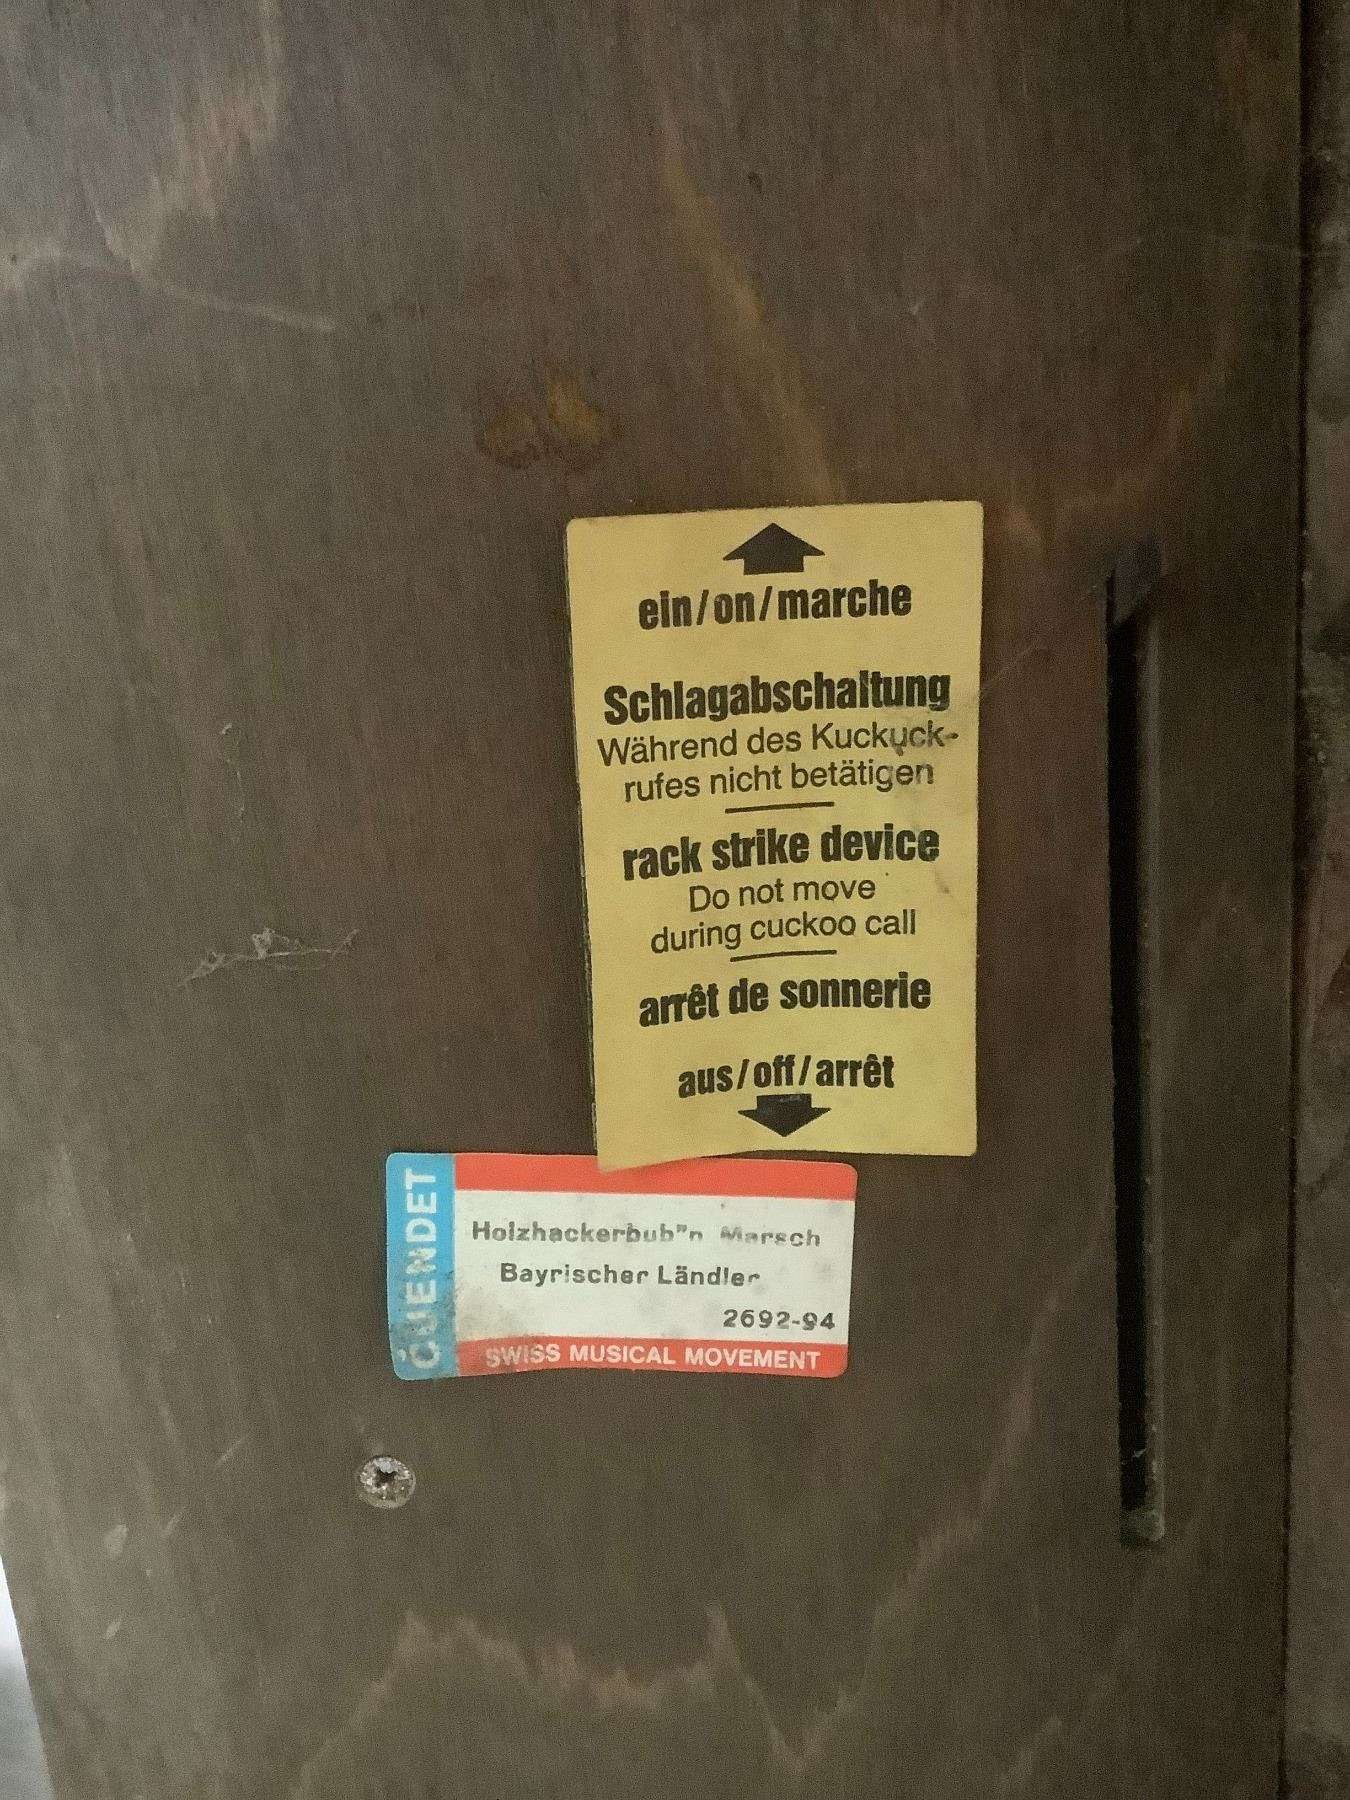 ein/on/marche
Schlagabschaltung
Während des Kuckuck-
rufes nicht betätigen
rack strike device
Do not move
during cuckoo call
arrêt de sonnerie
aus/off/arrêt
CUENDET
Holzhackerbub"n Marsch
Bayrischer Ländler
2692-94
SWISS MUSICAL MOVEMENT